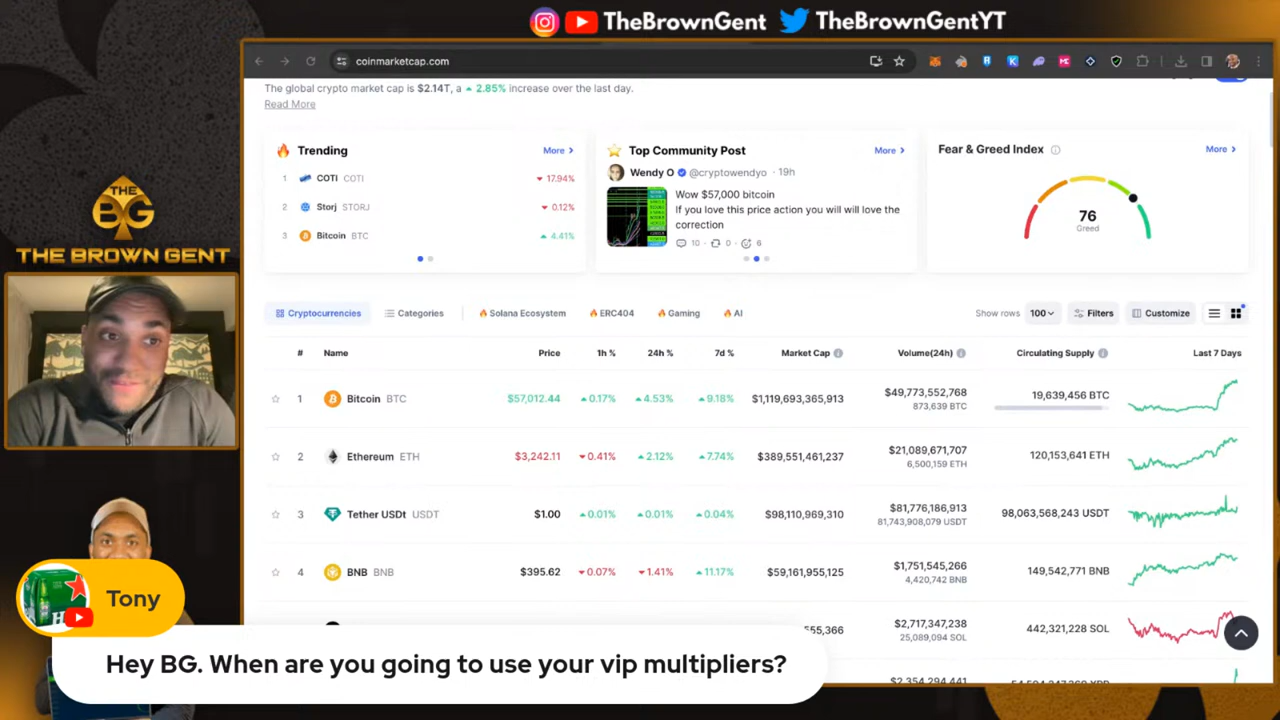 TheBrownGent TheBrownGentYT
coinmarketcap.com
The global crypto market cap is $2.14T, a 2.85% increase over the last day.
Read More
THE
BG
THE BROWN GENT
Trending
More >
1 COTI COTI 17.94%
2 Storj STORJ 0.12%
3 Bitcoin BTC 4.41%
Top Community Post
More >
Wendy O @cryptowendyo · 19h
Wow $57,000 bitcoin
If you love this price action you will will love the
correction
10 0 6
Fear & Greed Index
More >
76
Greed
Cryptocurrencies Categories Solana Ecosystem ERC404 Gaming AI Show rows 100 Filters Customize
# Name Price 1h % 24h % 7d % Market Cap Volume(24h) Circulating Supply Last 7 Days
1 Bitcoin BTC $57,012.44 0.17% 4.53% 9.18% $1,119,693,365,913 $49,773,552,768 19,639,456 BTC
873,639 BTC
2 Ethereum ETH $3,242.11 0.41% 2.12% 7.74% $389,551,461,237 $21,089,671,707 120,153,641 ETH
6,500,159 ETH
3 Tether USDt USDT $1.00 0.01% 0.01% 0.04% $98,110,969,310 $81,776,186,913 98,063,568,243 USDT
81,743,908,079 USDT
4 BNB BNB $395.62 0.07% 1.41% 11.17% $59,161,955,125 $1,751,545,266 149,542,771 BNB
4,420,742 BNB
$2,717,347,238 442,321,228 SOL
25,089,094 SOL
Tony
Hey BG. When are you going to use your vip multipliers?